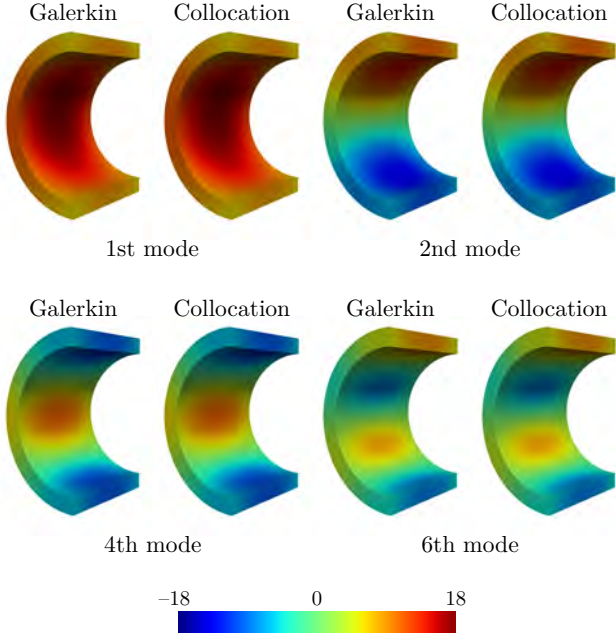 Galerkin Collocation Galerkin Collocation
1st mode 2nd mode
Galerkin Collocation Galerkin Collocation
4th mode 6th mode
−18 0 18